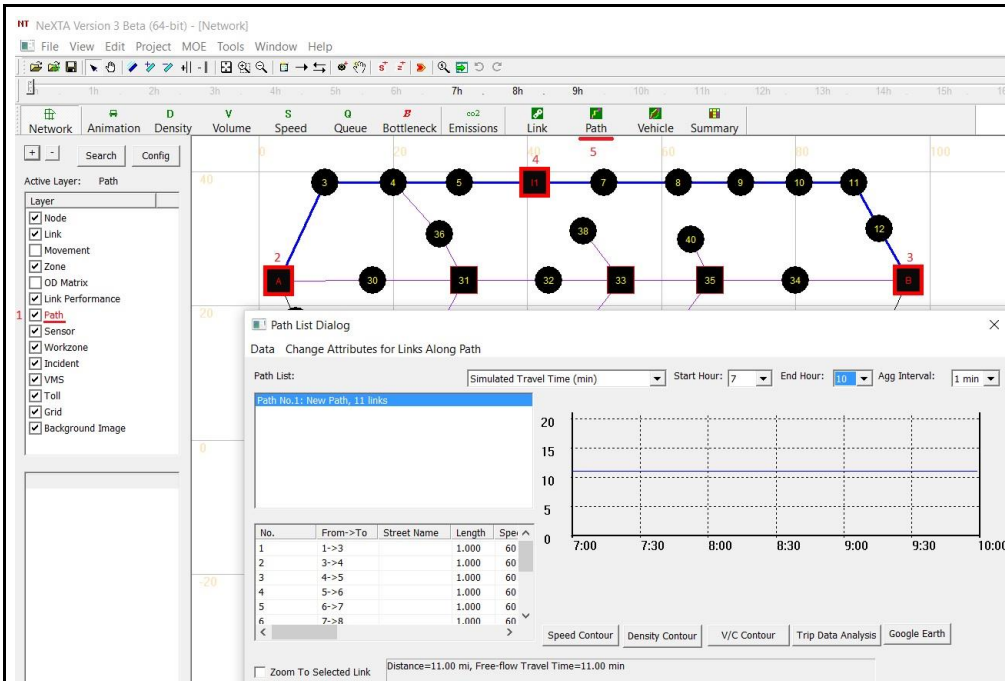 NT NeXTA Version 3 Beta (64-bit) - [Network]
File View Edit Project MOE Tools Window Help
1h 2h 3h 4h 5h 6h 7h 8h 9h 10h 11h 12h 13h 14h 15h
D V S Q B co2
Network Animation Density Volume Speed Queue Bottleneck Emissions Link Path Vehicle Summary
+ - Search Config
0 20 4 5 60 80 100
Active Layer: Path
40
3 4 5 I1 7 8 9 10 11
Layer
Node
Link
Movement
Zone
OD Matrix
Link Performance
1 Path
Sensor
Workzone
Incident
VMS
Toll
Grid
Background Image
36 38 40 12
2 3
A 30 31 32 33 35 34 B
20
0
-20
Path List Dialog
Data Change Attributes for Links Along Path
Path List: Simulated Travel Time (min) Start Hour: 7 End Hour: 10 Agg Interval: 1 min
Path No.1: New Path, 11 links
20
15
10
5
0
7:00 7:30 8:00 8:30 9:00 9:30 10:00
No. From->To Street Name Length
1 1->3 1.000 60
2 3->4 1.000 60
3 4->5 1.000 60
4 5->6 1.000 60
5 6->7 1.000 60
6 7->8 1.000 60
Speed Contour Density Contour V/C Contour Trip Data Analysis Google Earth
Zoom To Selected Link Distance=11.00 mi, Free-flow Travel Time=11.00 min